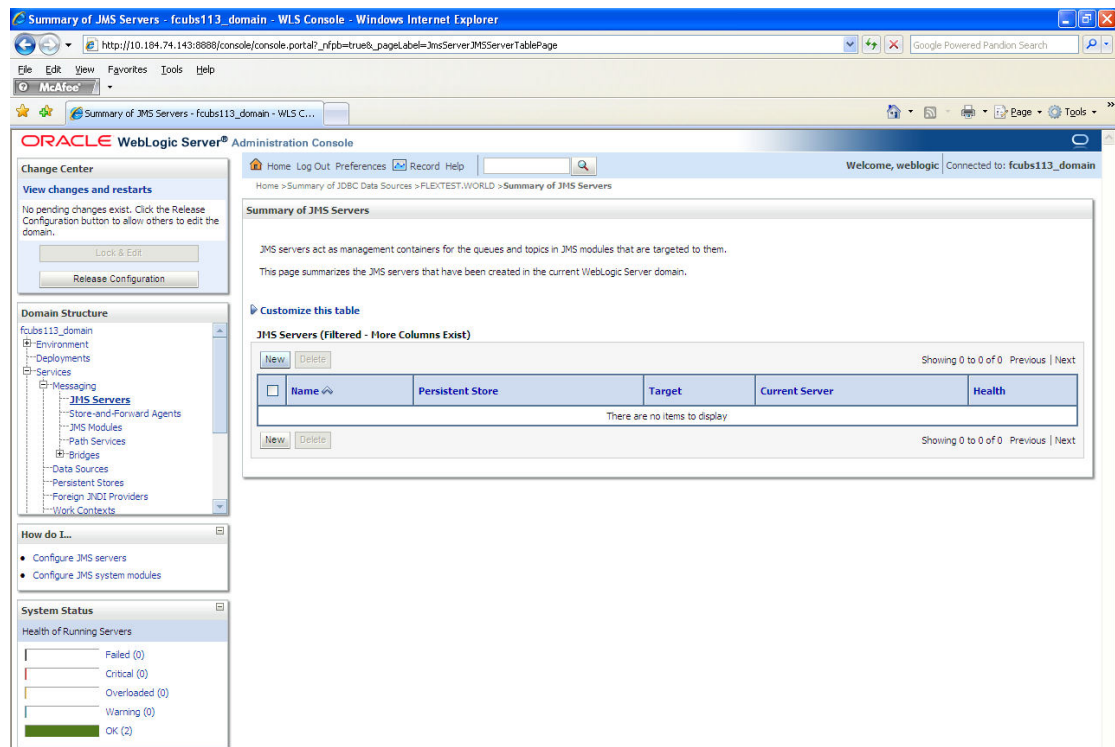 Summary of JMS Servers - fcubs113_domain - WLS Console - Windows Internet Explorer
http://10.184.74.143:8888/console/console.portal?_nfpb=true&_pageLabel=JmsServerJMSServerTablePage
Google Powered Pandion Search
File Edit View Favorites Tools Help
McAfee
Summary of JMS Servers - fcubs113_domain - WLS C...
Page Tools
ORACLE WebLogic Server® Administration Console
Change Center
View changes and restarts
No pending changes exist. Click the Release
Configuration button to allow others to edit the
domain.
Lock & Edit
Release Configuration
Domain Structure
fcubs113_domain
Environment
Deployments
Services
Messaging
JMS Servers
Store-and-Forward Agents
JMS Modules
Path Services
Bridges
Data Sources
Persistent Stores
Foreign JNDI Providers
Work Contexts
How do I...
Configure JMS servers
Configure JMS system modules
System Status
Health of Running Servers
Failed (0)
Critical (0)
Overloaded (0)
Warning (0)
OK (2)
Home Log Out Preferences Record Help
Welcome, weblogic Connected to: fcubs113_domain
Home >Summary of JDBC Data Sources >FLEXTEST.WORLD >Summary of JMS Servers
Summary of JMS Servers
JMS servers act as management containers for the queues and topics in JMS modules that are targeted to them.
This page summarizes the JMS servers that have been created in the current WebLogic Server domain.
Customize this table
JMS Servers (Filtered - More Columns Exist)
New Delete Showing 0 to 0 of 0 Previous | Next
Name Persistent Store Target Current Server Health
There are no items to display
New Delete Showing 0 to 0 of 0 Previous | Next